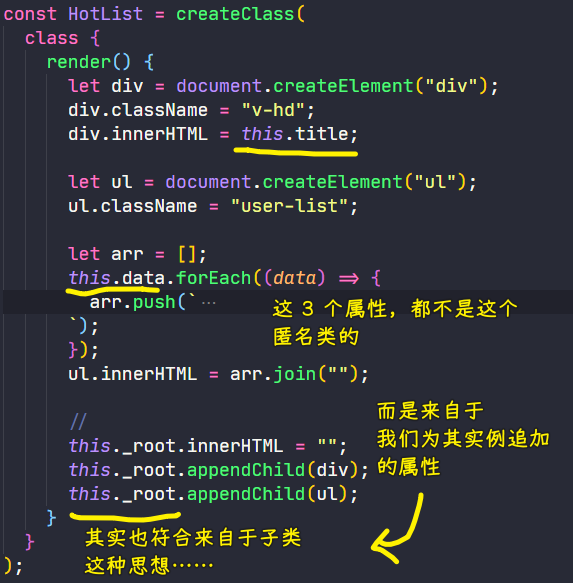 const HotList = createClass(
class {
render() {
let div = document.createElement("div");
div.className = "v-hd";
div.innerHTML = this.title;
let ul = document.createElement("ul");
ul.className = "user-list";
let arr = [];
this.data.forEach((data) => {
arr.push(`…
`);
});
ul.innerHTML = arr.join("");
这 3 个属性，都不是这个
匿名类的
//
this._root.innerHTML = "";
this._root.appendChild(div);
this._root.appendChild(ul);
}
}
);
而是来自于
我们为其实例追加
的属性
其实也符合来自于子类
这种思想……